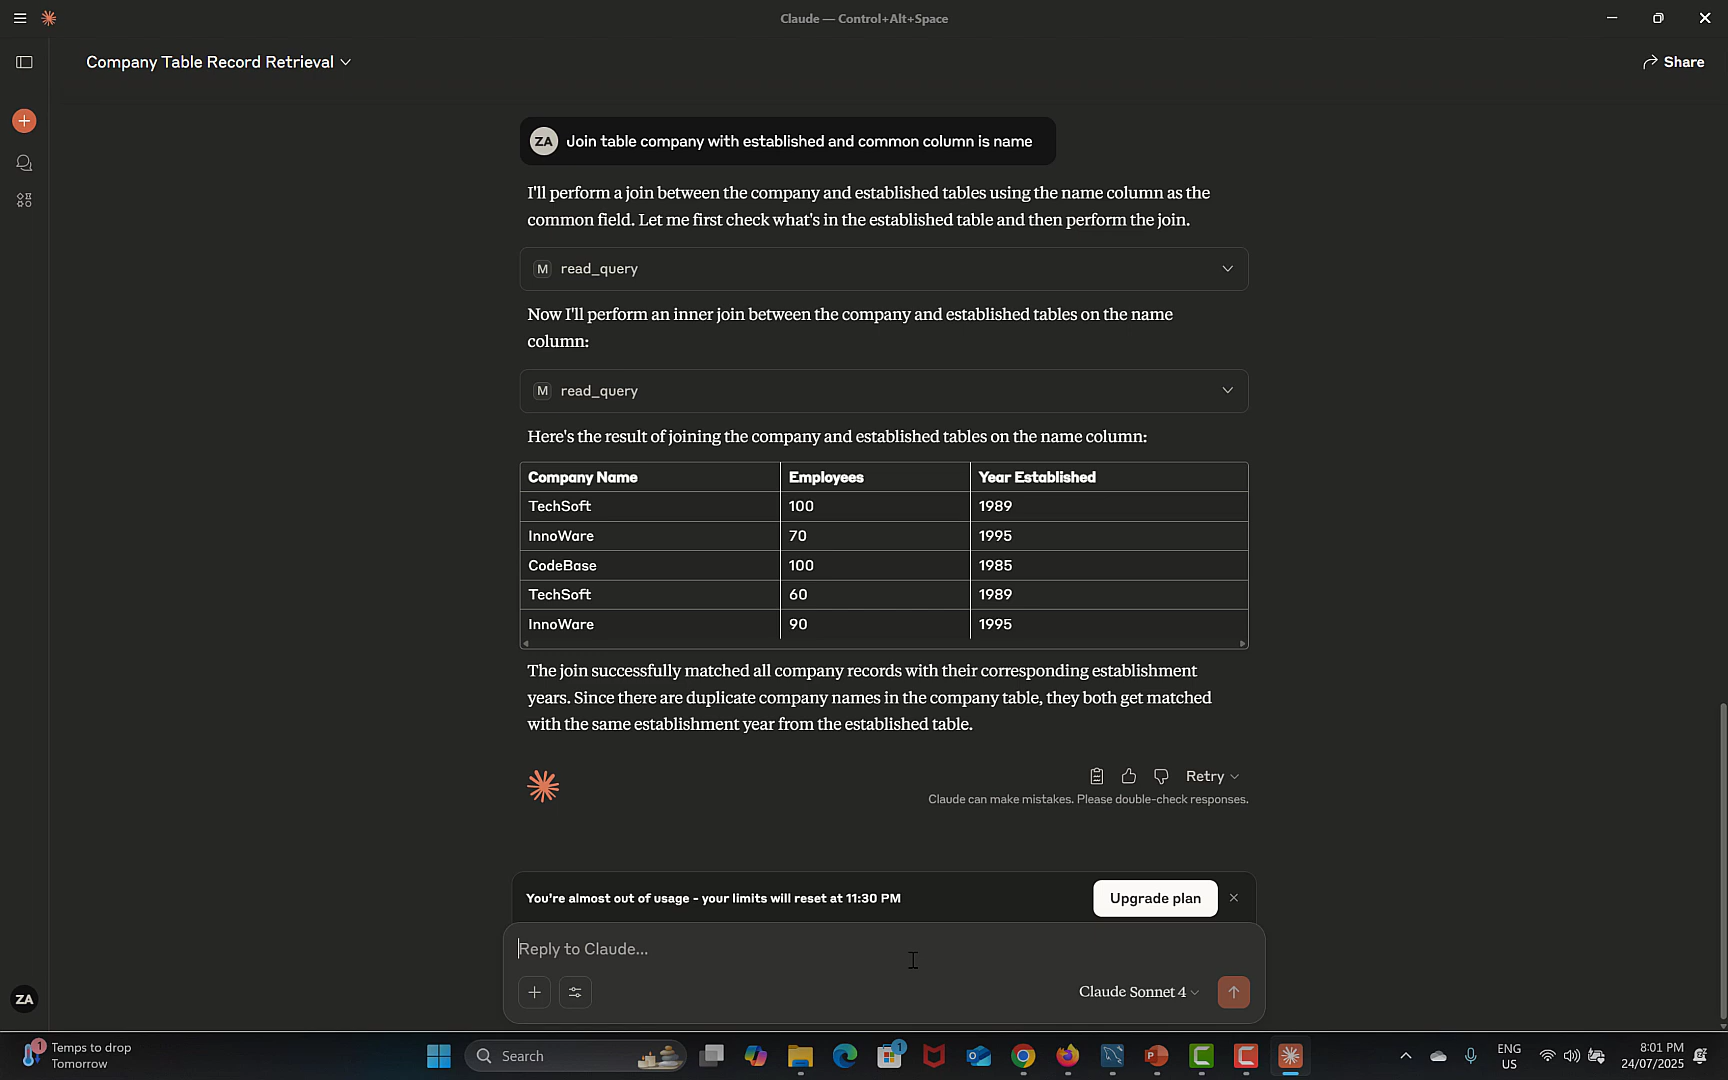 Claude — Control+Alt+Space
Company Table Record Retrieval
Share
ZA Join table company with established and common column is name
I'll perform a join between the company and established tables using the name column as the
common field. Let me first check what's in the established table and then perform the join.
M read_query
Now I'll perform an inner join between the company and established tables on the name
column:
M read_query
Here's the result of joining the company and established tables on the name column:
Company Name Employees Year Established
TechSoft 100 1989
InnoWare 70 1995
CodeBase 100 1985
TechSoft 60 1989
InnoWare 90 1995
The join successfully matched all company records with their corresponding establishment
years. Since there are duplicate company names in the company table, they both get matched
with the same establishment year from the established table.
Retry
Claude can make mistakes. Please double-check responses.
You're almost out of usage - your limits will reset at 11:30 PM Upgrade plan
Reply to Claude...
Claude Sonnet 4
ZA
1 Temps to drop
Tomorrow
Search
1
ENG
US
8:01 PM
24/07/2025